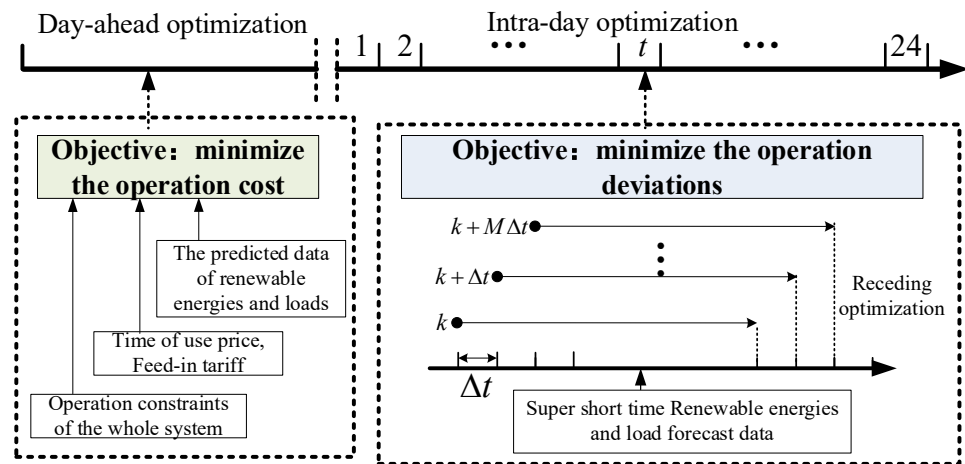 Day-ahead optimization
Intra-day optimization
1 2 ••• t ••• 24
Objective：minimize
the operation cost
The predicted data
of renewable
energies and loads
Time of use price,
Feed-in tariff
Operation constraints
of the whole system
Objective：minimize the operation
deviations
k + MΔt
k + Δt
k
Receding
optimization
Δt
Super short time Renewable energies
and load forecast data